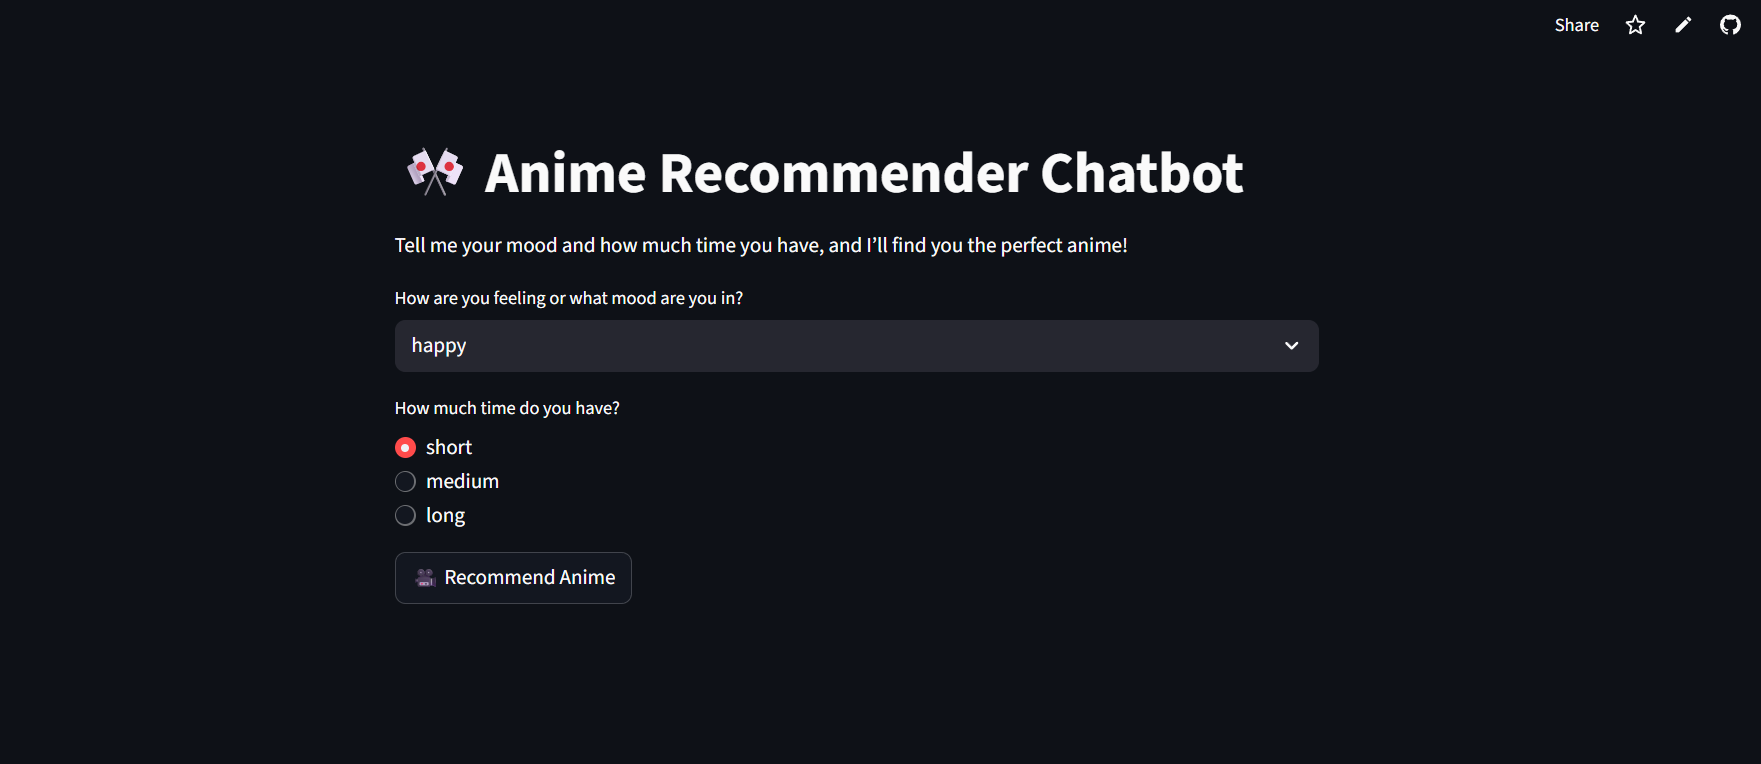 Share
Anime Recommender Chatbot
Tell me your mood and how much time you have, and I’ll find you the perfect anime!
How are you feeling or what mood are you in?
happy
How much time do you have?
short
medium
long
Recommend Anime